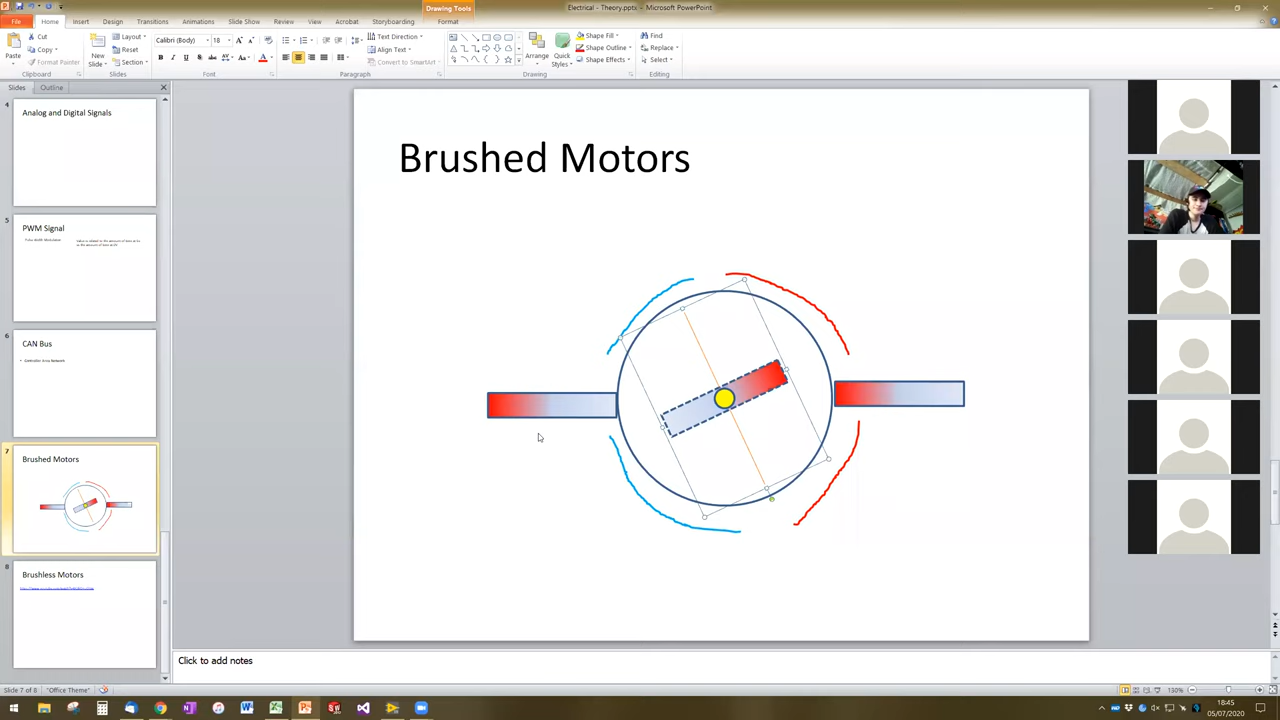 Electrical - Theory.pptx - Microsoft PowerPoint
Drawing Tools
File
Home
Insert
Design
Transitions
Animations
Slide Show
Review
View
Acrobat
Storyboarding
Format
Paste
Cut
Copy
Format Painter
Clipboard
New
Slide
Layout
Reset
Section
Slides
Calibri (Body)
18
Font
Text Direction
Align Text
Convert to SmartArt
Paragraph
Arrange
Quick
Styles
Shape Fill
Shape Outline
Shape Effects
Drawing
Find
Replace
Select
Editing
Slides
Outline
4
Analog and Digital Signals
5
PWM Signal
6
CAN Bus
7
Brushed Motors
8
Brushless Motors
Brushed Motors
Click to add notes
Slide 7 of 8
"Office Theme"
130%
18:45
05/07/2020